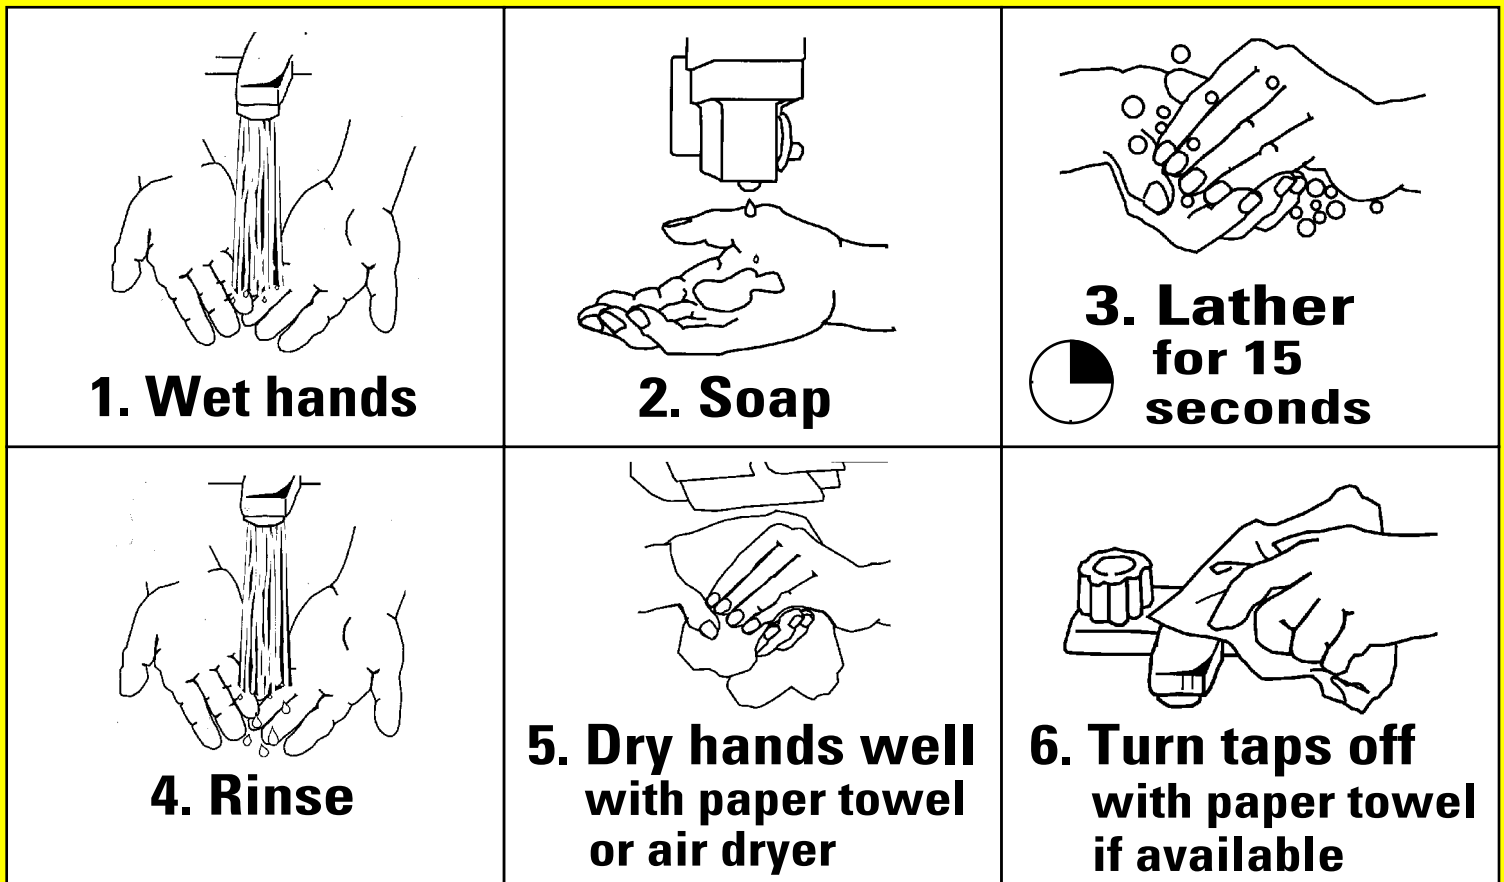 1. Wet hands
2. Soap
3. Lather
for 15
seconds
4. Rinse
5. Dry hands well
with paper towel
or air dryer
6. Turn taps off
with paper towel
if available